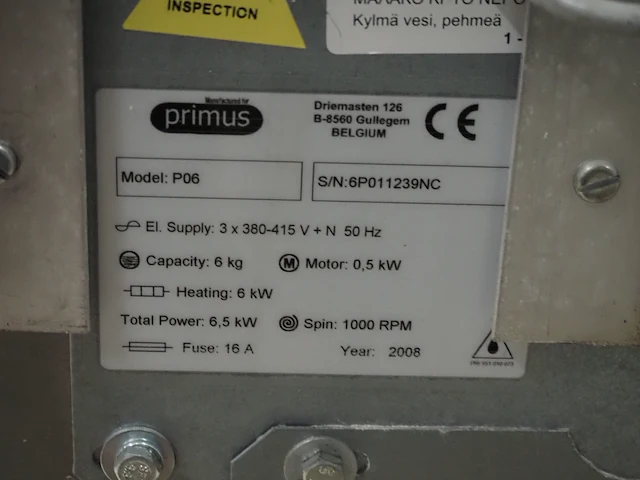 INSPECTION
Kylmä vesi, pehmeä
1 -
Manufactured for
primus
Driemasten 126
B-8560 Gullegem
BELGIUM
CE
Model: P06
S/N:6P011239NC
El. Supply: 3 x 380-415 V + N 50 Hz
Capacity: 6 kg
M Motor: 0,5 kW
Heating: 6 kW
Total Power: 6,5 kW
Spin: 1000 RPM
Fuse: 16 A
Year: 2008